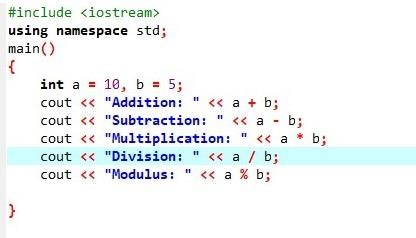 #include <iostream>
using namespace std;
main()
{
    int a = 10, b = 5;
    cout << "Addition: " << a + b;
    cout << "Subtraction: " << a - b;
    cout << "Multiplication: " << a * b;
    cout << "Division: " << a / b;
    cout << "Modulus: " << a % b;
}